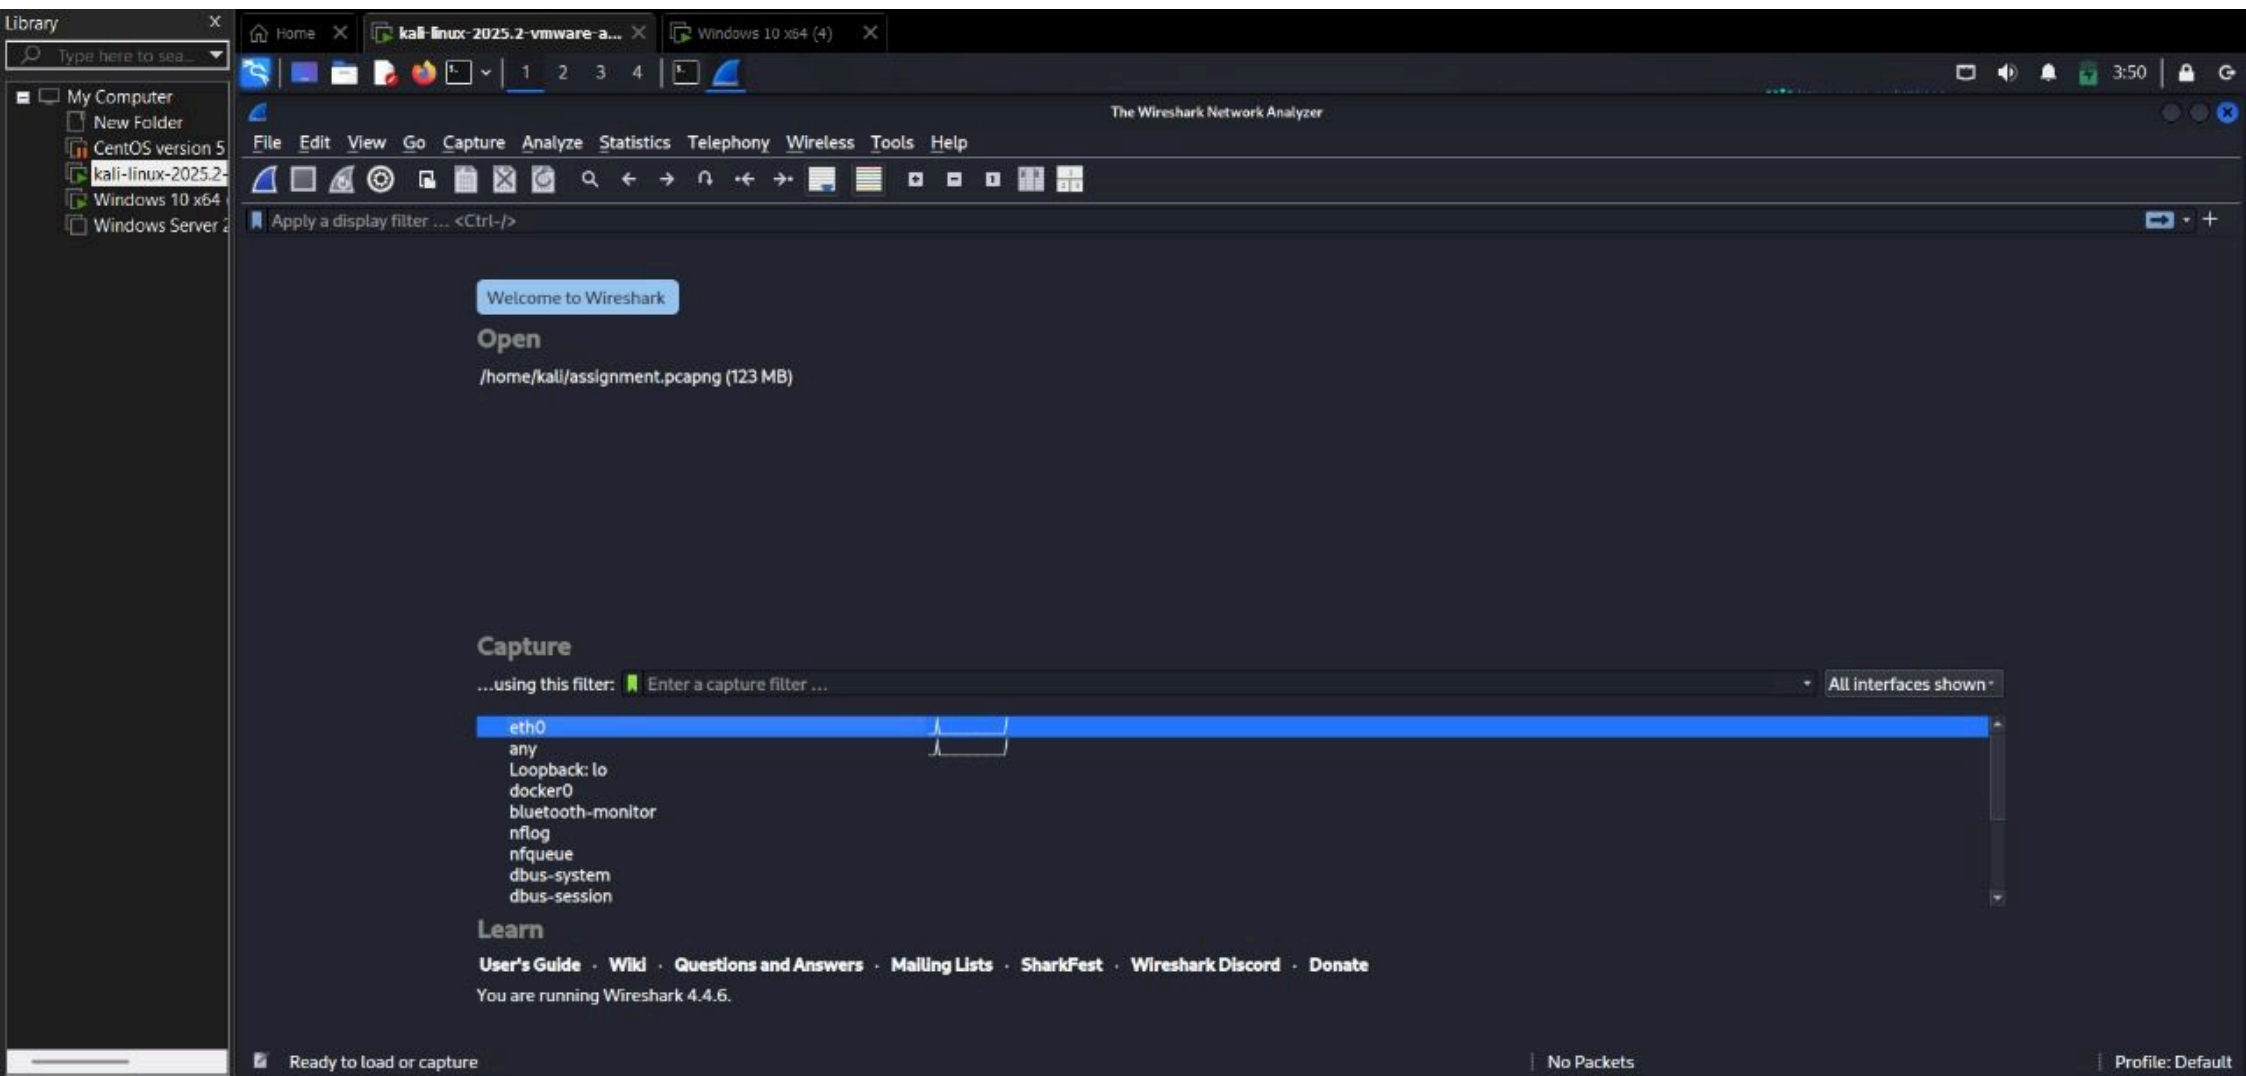 Library X
Type here to sea...
My Computer
New Folder
CentOS version 5
kali-linux-2025.2-
Windows 10 x64
Windows Server 2
Home
kali-linux-2025.2-vmware-a...
Windows 10 x64 (4)
1 2 3 4
3:50
The Wireshark Network Analyzer
File Edit View Go Capture Analyze Statistics Telephony Wireless Tools Help
Apply a display filter ... <Ctrl-/>
Welcome to Wireshark
Open
/home/kali/assignment.pcapng (123 MB)
Capture
...using this filter: Enter a capture filter ... All interfaces shown
eth0
any
Loopback: lo
docker0
bluetooth-monitor
nflog
nfqueue
dbus-system
dbus-session
Learn
User's Guide · Wiki · Questions and Answers · Mailing Lists · SharkFest · Wireshark Discord · Donate
You are running Wireshark 4.4.6.
Ready to load or capture No Packets Profile: Default